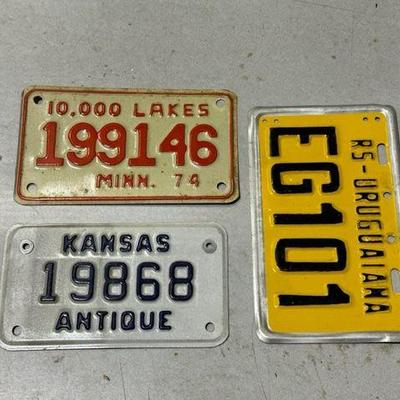 10,000 LAKES
199146
MINN. 74
KANSAS
19868
ANTIQUE
RS-URUGUAIANA
EG101